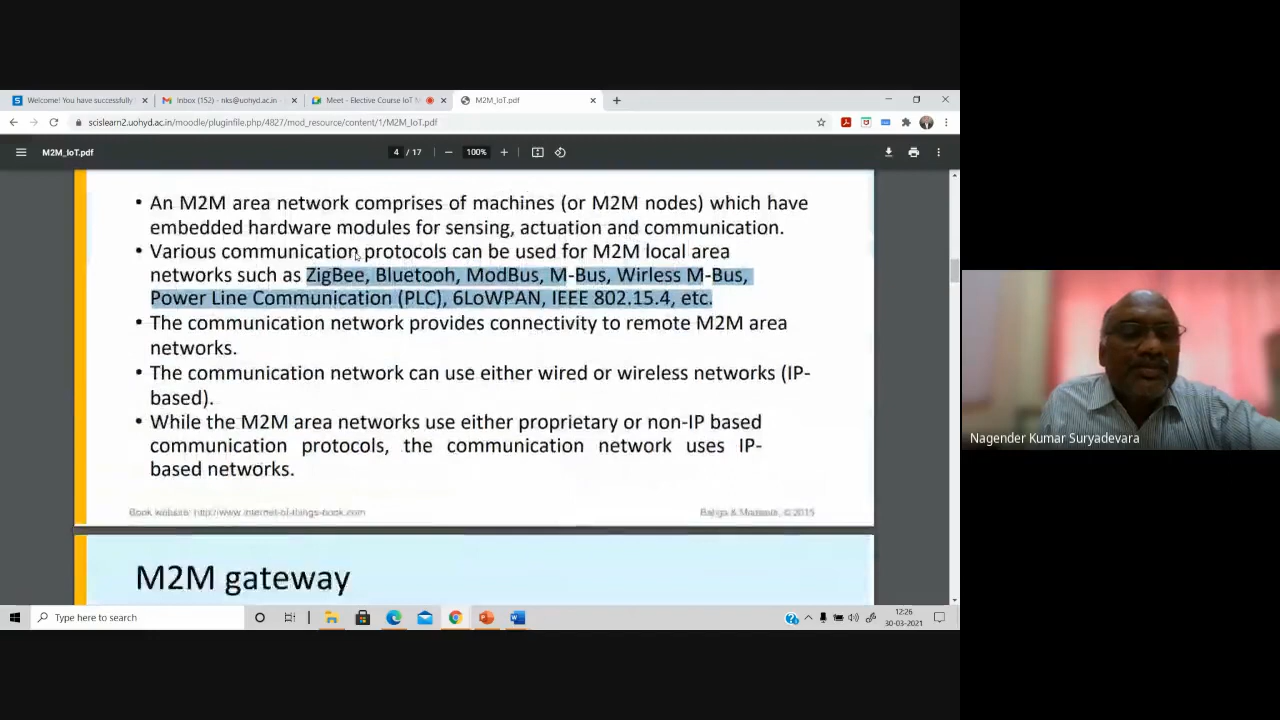 Welcome! You have successfully
Inbox (152) - nks@uohyd.ac.in -
Meet - Elective Course IoT M
M2M_IoT.pdf
scislearn2.uohyd.ac.in/moodle/pluginfile.php/4827/mod_resource/content/1/M2M_IoT.pdf
M2M_IoT.pdf
4 / 17
100%
• An M2M area network comprises of machines (or M2M nodes) which have
embedded hardware modules for sensing, actuation and communication.
• Various communication protocols can be used for M2M local area
networks such as ZigBee, Bluetooh, ModBus, M-Bus, Wirless M-Bus,
Power Line Communication (PLC), 6LoWPAN, IEEE 802.15.4, etc.
• The communication network provides connectivity to remote M2M area
networks.
• The communication network can use either wired or wireless networks (IP-
based).
• While the M2M area networks use either proprietary or non-IP based
communication protocols, the communication network uses IP-
based networks.
Book website: http://www.internet-of-things-book.com
Bahga & Madisetti, © 2015
M2M gateway
Nagender Kumar Suryadevara
Type here to search
12:26
30-03-2021